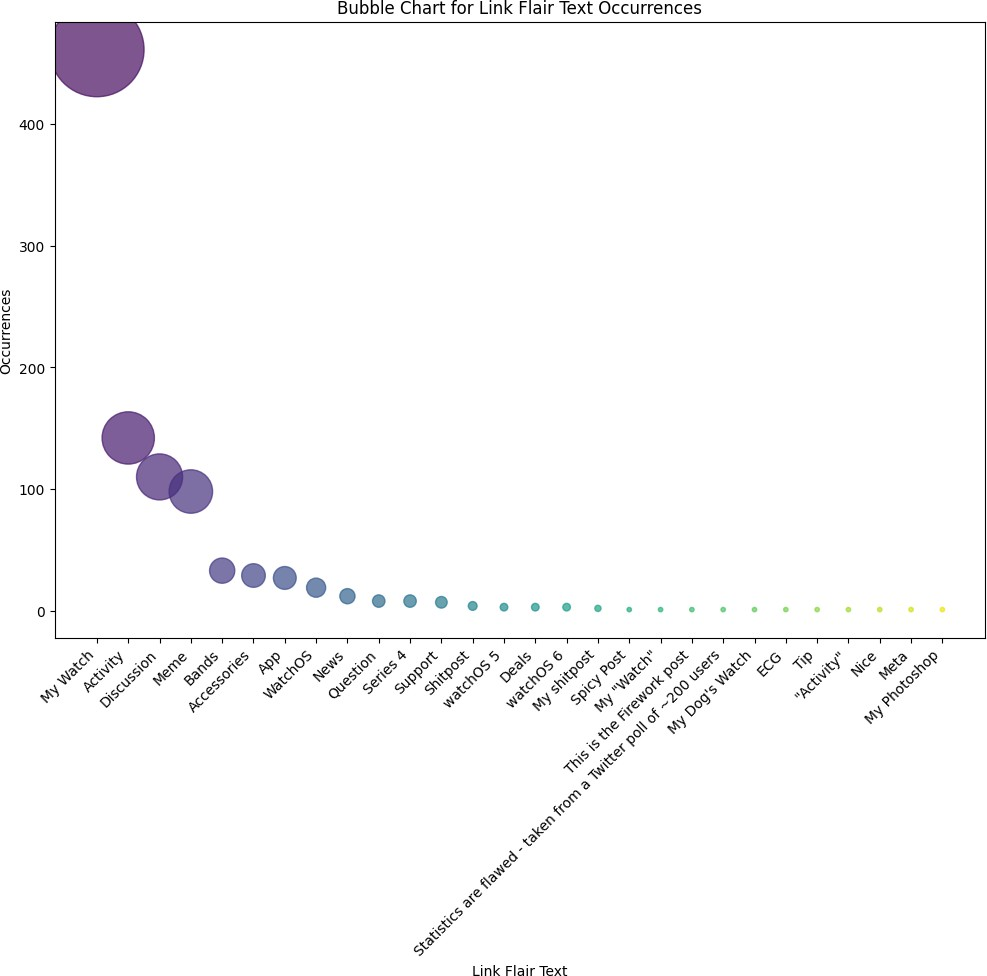 Bubble Chart for Link Flair Text Occurrences
Occurrences
400
300
200
100
0
My Watch
Activity
Discussion
Meme
Bands
Accessories
App
WatchOS
News
Question
Series 4
Support
Shitpost
watchOS 5
Deals
watchOS 6
My shitpost
Spicy Post
My "Watch"
This is the Firework post
Statistics are flawed - taken from a Twitter poll of ~200 users
My Dog's Watch
ECG
Tip
"Activity"
Nice
Meta
My Photoshop
Link Flair Text